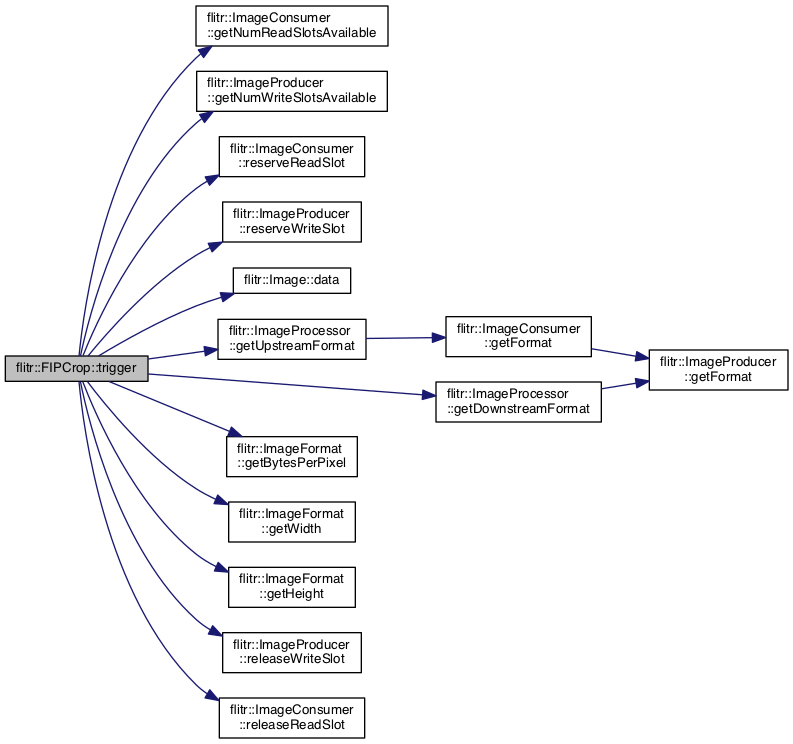 flitr::ImageConsumer
::getNumReadSlotsAvailable
flitr::ImageProducer
::getNumWriteSlotsAvailable
flitr::ImageConsumer
::reserveReadSlot
flitr::ImageProducer
::reserveWriteSlot
flitr::Image::data
flitr::ImageProcessor
::getUpstreamFormat
flitr::ImageConsumer
::getFormat
flitr::ImageProducer
::getFormat
flitr::FIPCrop::trigger
flitr::ImageProcessor
::getDownstreamFormat
flitr::ImageFormat
::getBytesPerPixel
flitr::ImageFormat
::getWidth
flitr::ImageFormat
::getHeight
flitr::ImageProducer
::releaseWriteSlot
flitr::ImageConsumer
::releaseReadSlot